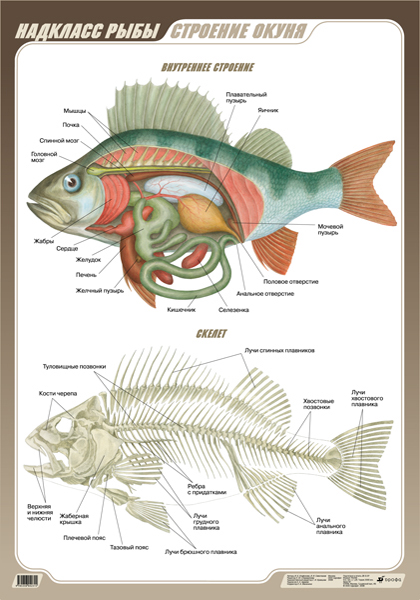 НАДКЛАСС РЫБЫ СТРОЕНИЕ ОКУНЯ
ВНУТРЕННЕЕ СТРОЕНИЕ
Плавательный
пузырь
Яичник
Мышцы
Почка
Спинной мозг
Головной
мозг
Жабры
Сердце
Желудок
Печень
Желчный пузырь
Кишечник
Селезенка
Анальное отверстие
Половое отверстие
Мочевой
пузырь
СКЕЛЕТ
Лучи спинных плавников
Туловищные позвонки
Кости черепа
Хвостовые
позвонки
Лучи
хвостового
плавника
Верхняя
и нижняя
челюсти
Жаберная
крышка
Плечевой пояс
Тазовый пояс
Ребра
с придатками
Лучи
грудного
плавника
Лучи брюшного плавника
Лучи
анального
плавника
дрофа